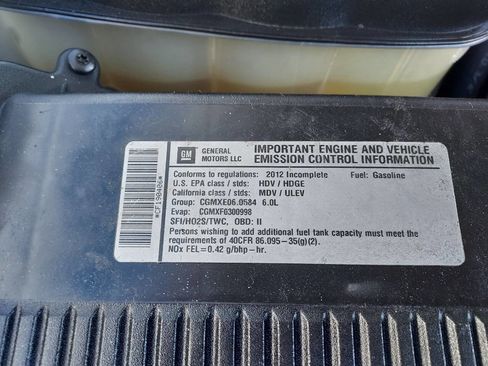 GM GENERAL MOTORS LLC
IMPORTANT ENGINE AND VEHICLE
EMISSION CONTROL INFORMATION
Conforms to regulations: 2012 Incomplete Fuel: Gasoline
U.S. EPA class / stds: HDV / HDGE
California class / stds: MDV / ULEV
Group: CGMXE06.0584 6.0L
Evap: CGMXF0300998
SFI/HO2S/TWC, OBD: II
Persons wishing to add additional fuel tank capacity must meet the
requirements of 40CFR 86.095-35(g)(2).
NOx FEL=0.42 g/bhp-hr.
*CF190406*